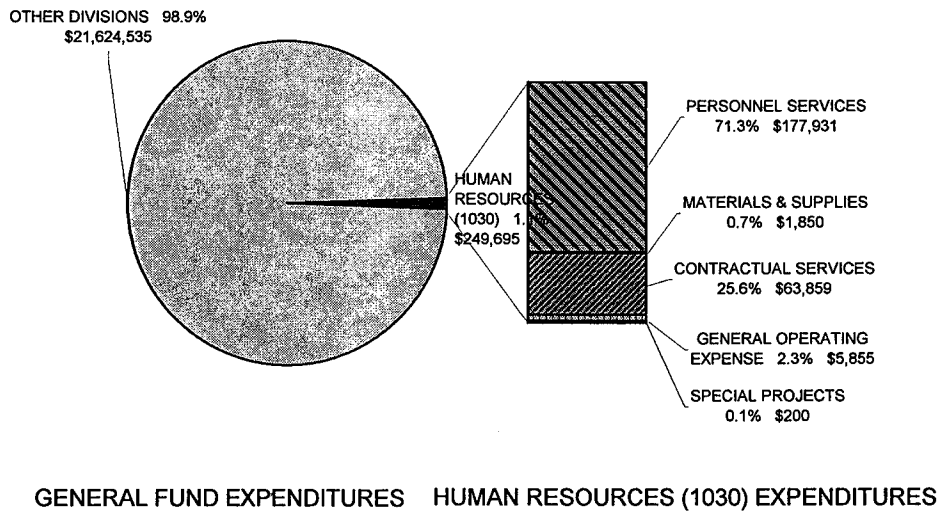 OTHER DIVISIONS 98.9%
$21,624,535
HUMAN
RESOURCES
(1030) 1.1%
$249,695
PERSONNEL SERVICES
71.3% $177,931
MATERIALS & SUPPLIES
0.7% $1,850
CONTRACTUAL SERVICES
25.6% $63,859
GENERAL OPERATING
EXPENSE 2.3% $5,855
SPECIAL PROJECTS
0.1% $200
GENERAL FUND EXPENDITURES HUMAN RESOURCES (1030) EXPENDITURES